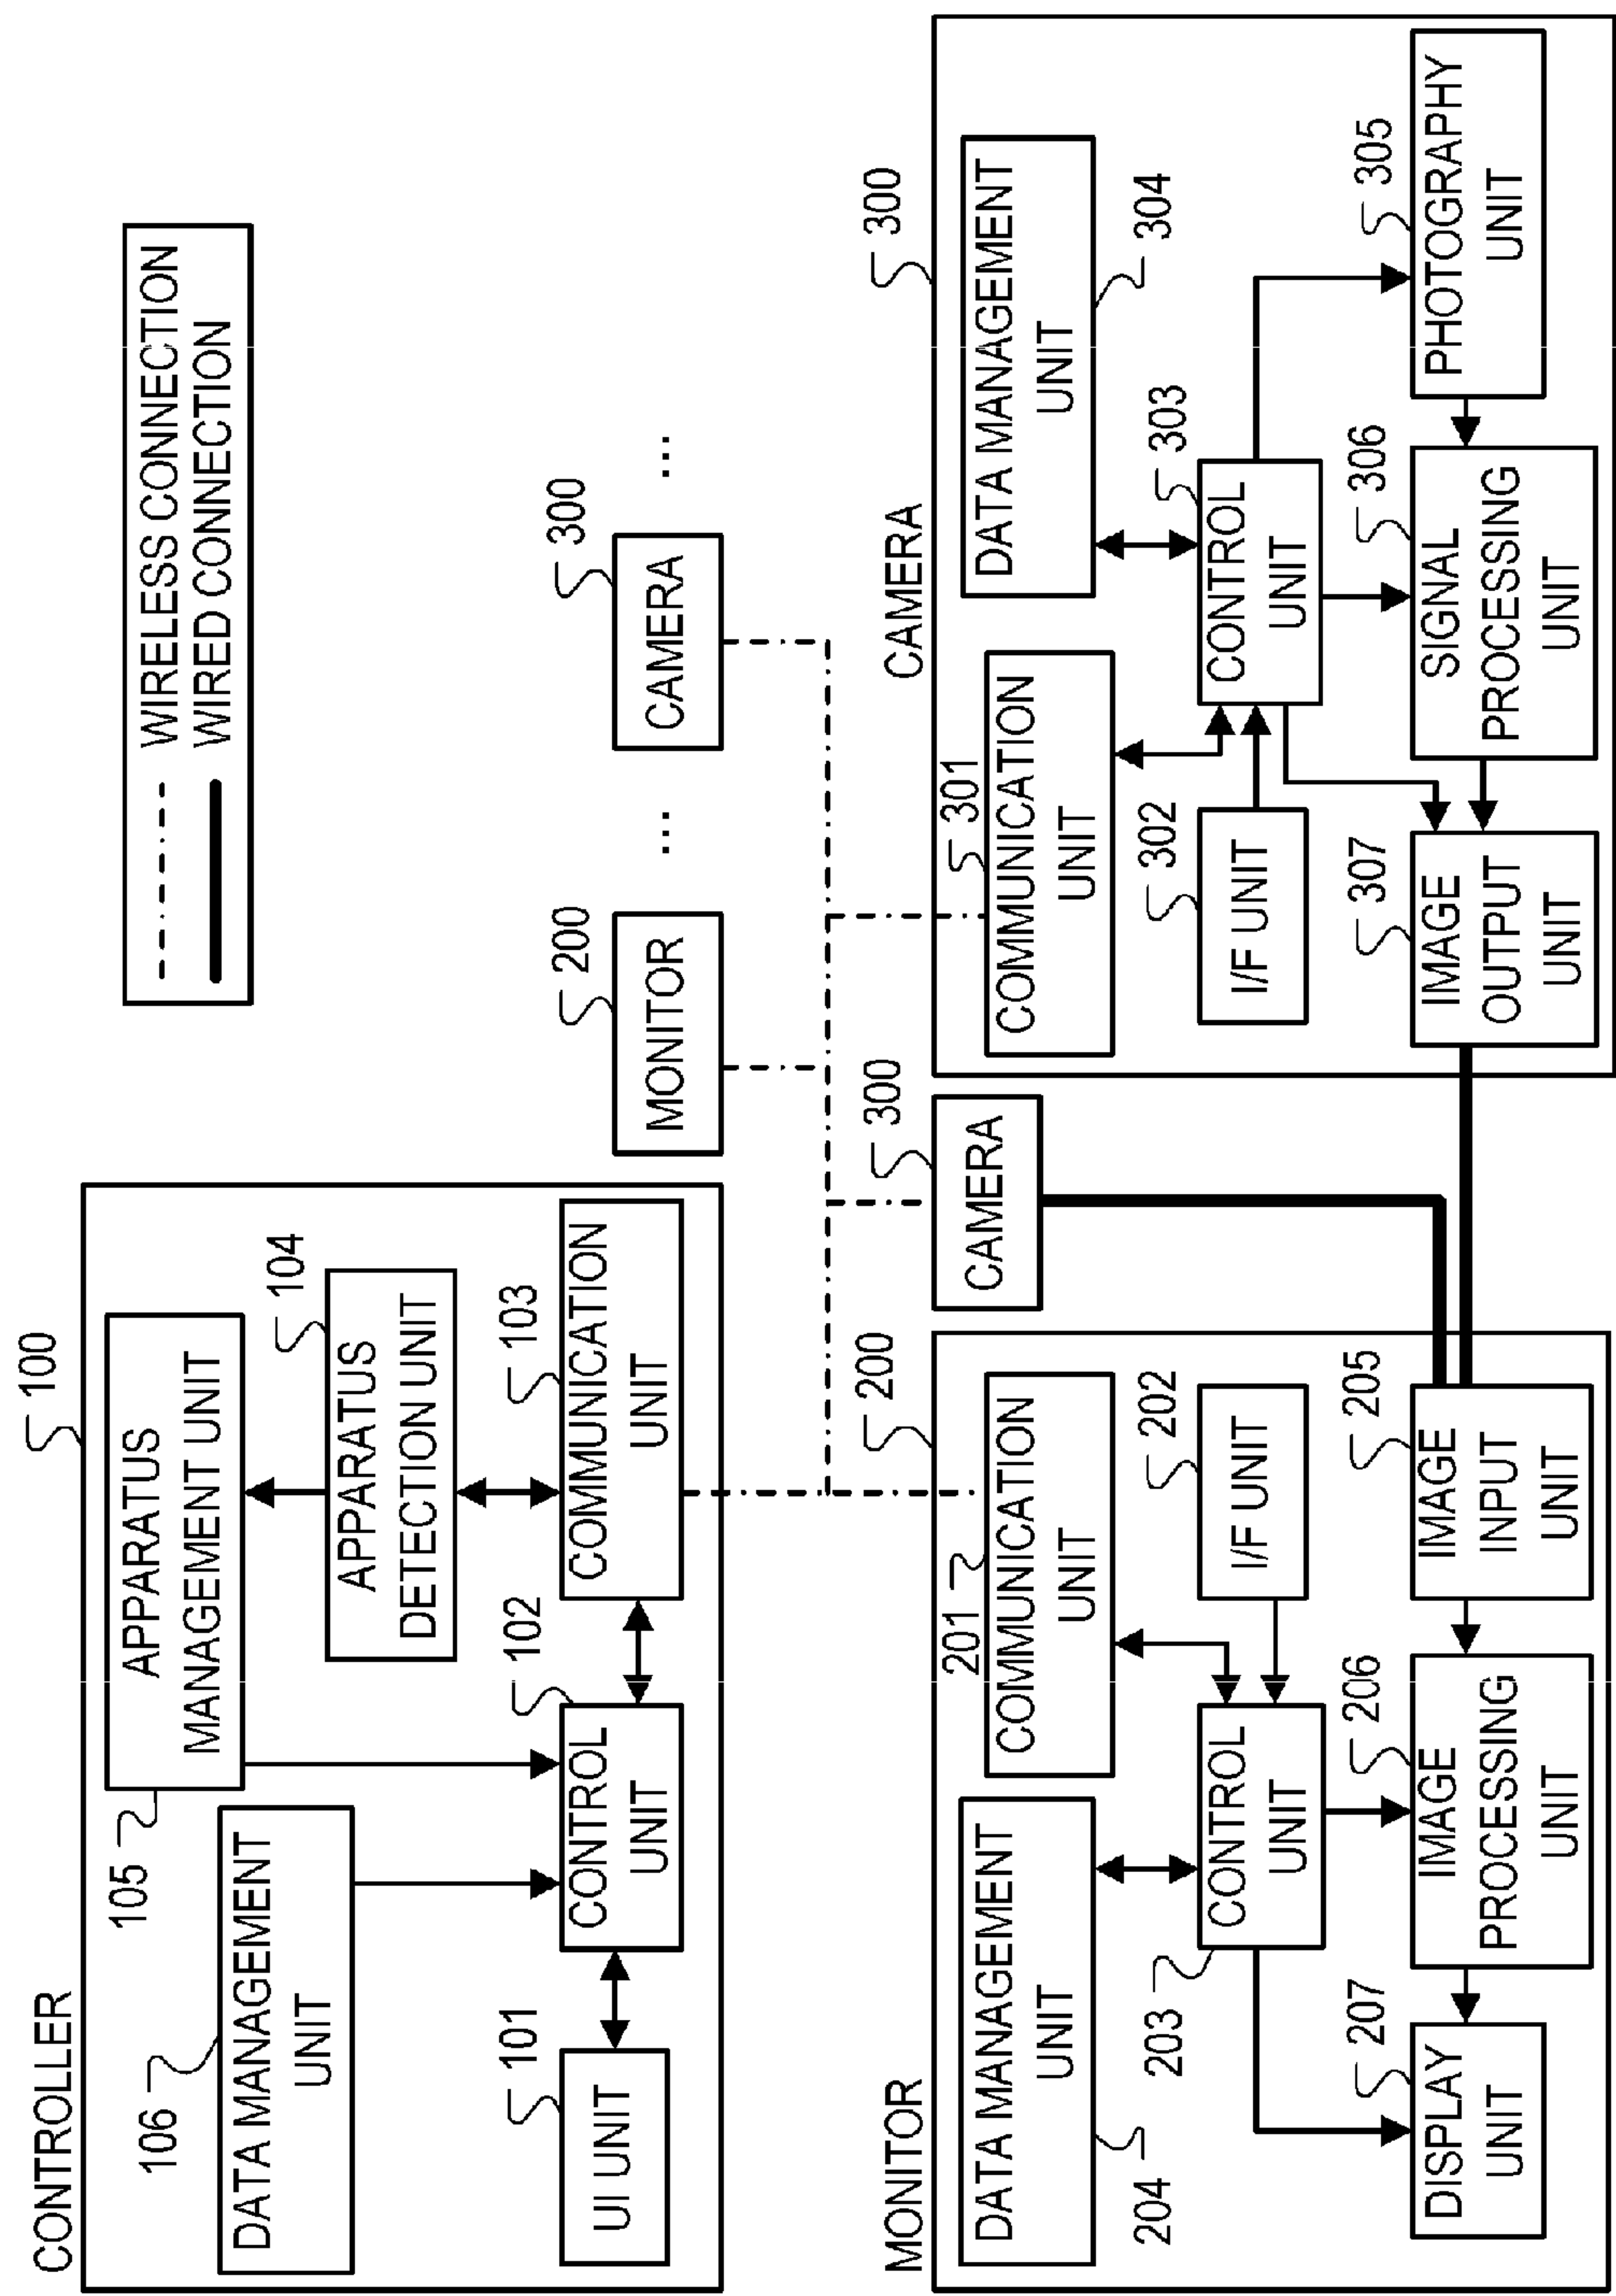 WIRELESS CONNECTION
WIRED CONNECTION
CONTROLLER
100
106
DATA MANAGEMENT
UNIT
105
APPARATUS
MANAGEMENT UNIT
104
APPARATUS
DETECTION UNIT
101
UI UNIT
102
CONTROL
UNIT
103
COMMUNICATION
UNIT
200
MONITOR
...
300
CAMERA
...
MONITOR
200
204
DATA MANAGEMENT
UNIT
201
COMMUNICATION
UNIT
203
CONTROL
UNIT
202
I/F UNIT
207
DISPLAY
UNIT
206
IMAGE
PROCESSING
UNIT
205
IMAGE
INPUT
UNIT
300
CAMERA
CAMERA
300
301
COMMUNICATION
UNIT
DATA MANAGEMENT
UNIT
304
302
I/F UNIT
303
CONTROL
UNIT
307
IMAGE
OUTPUT
UNIT
306
SIGNAL
PROCESSING
UNIT
305
PHOTOGRAPHY
UNIT